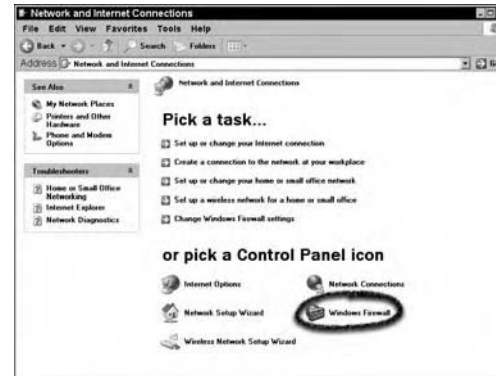 Network and Internet Connections
File Edit View Favorites Tools Help
Back Search Folders
Address Network and Internet Connections
See Also
My Network Places
Printers and Other Hardware
Phone and Modem Options
Troubleshooters
Home or Small Office Networking
Internet Explorer
Network Diagnostics
Network and Internet Connections
Pick a task...
Set up or change your Internet connection
Create a connection to the network at your workplace
Set up or change your home or small office network
Set up a wireless network for a home or small office
Change Windows Firewall settings
or pick a Control Panel icon
Internet Options
Network Connections
Network Setup Wizard
Windows Firewall
Wireless Network Setup Wizard